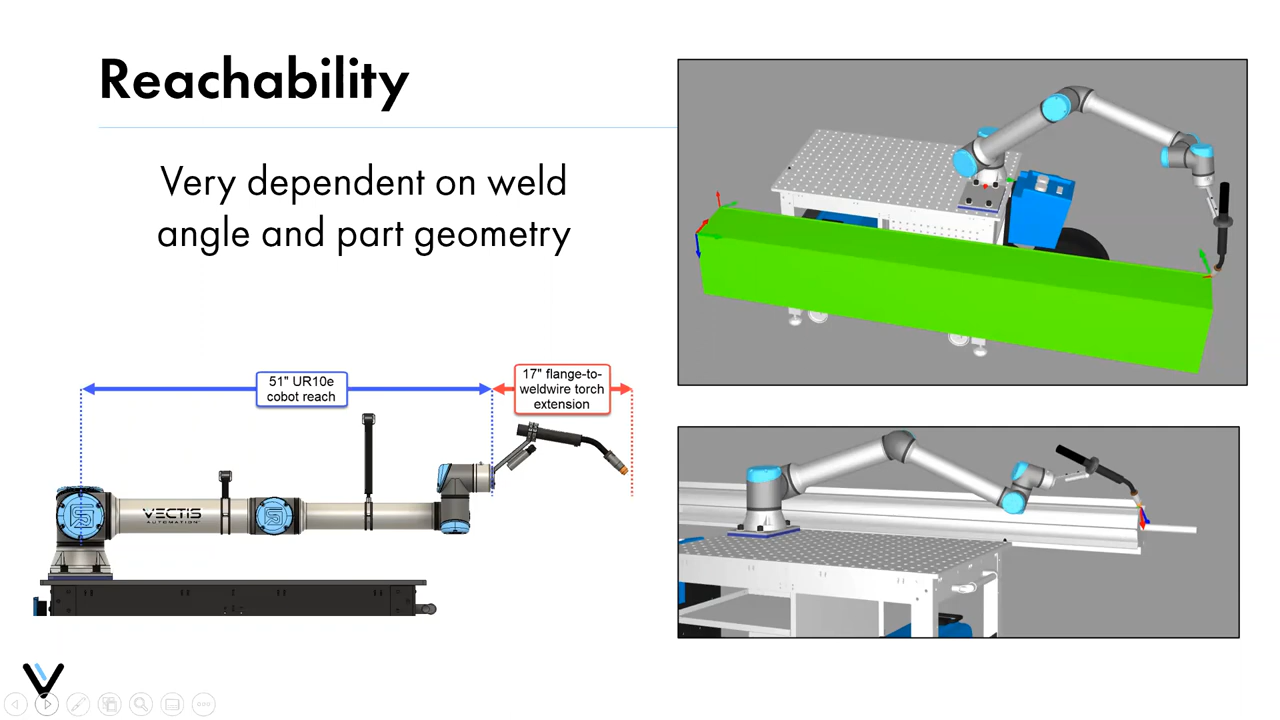 Reachability
Very dependent on weld
angle and part geometry
51" UR10e
cobot reach
17" flange-to-
weldwire torch
extension
VECTIS
AUTOMATION